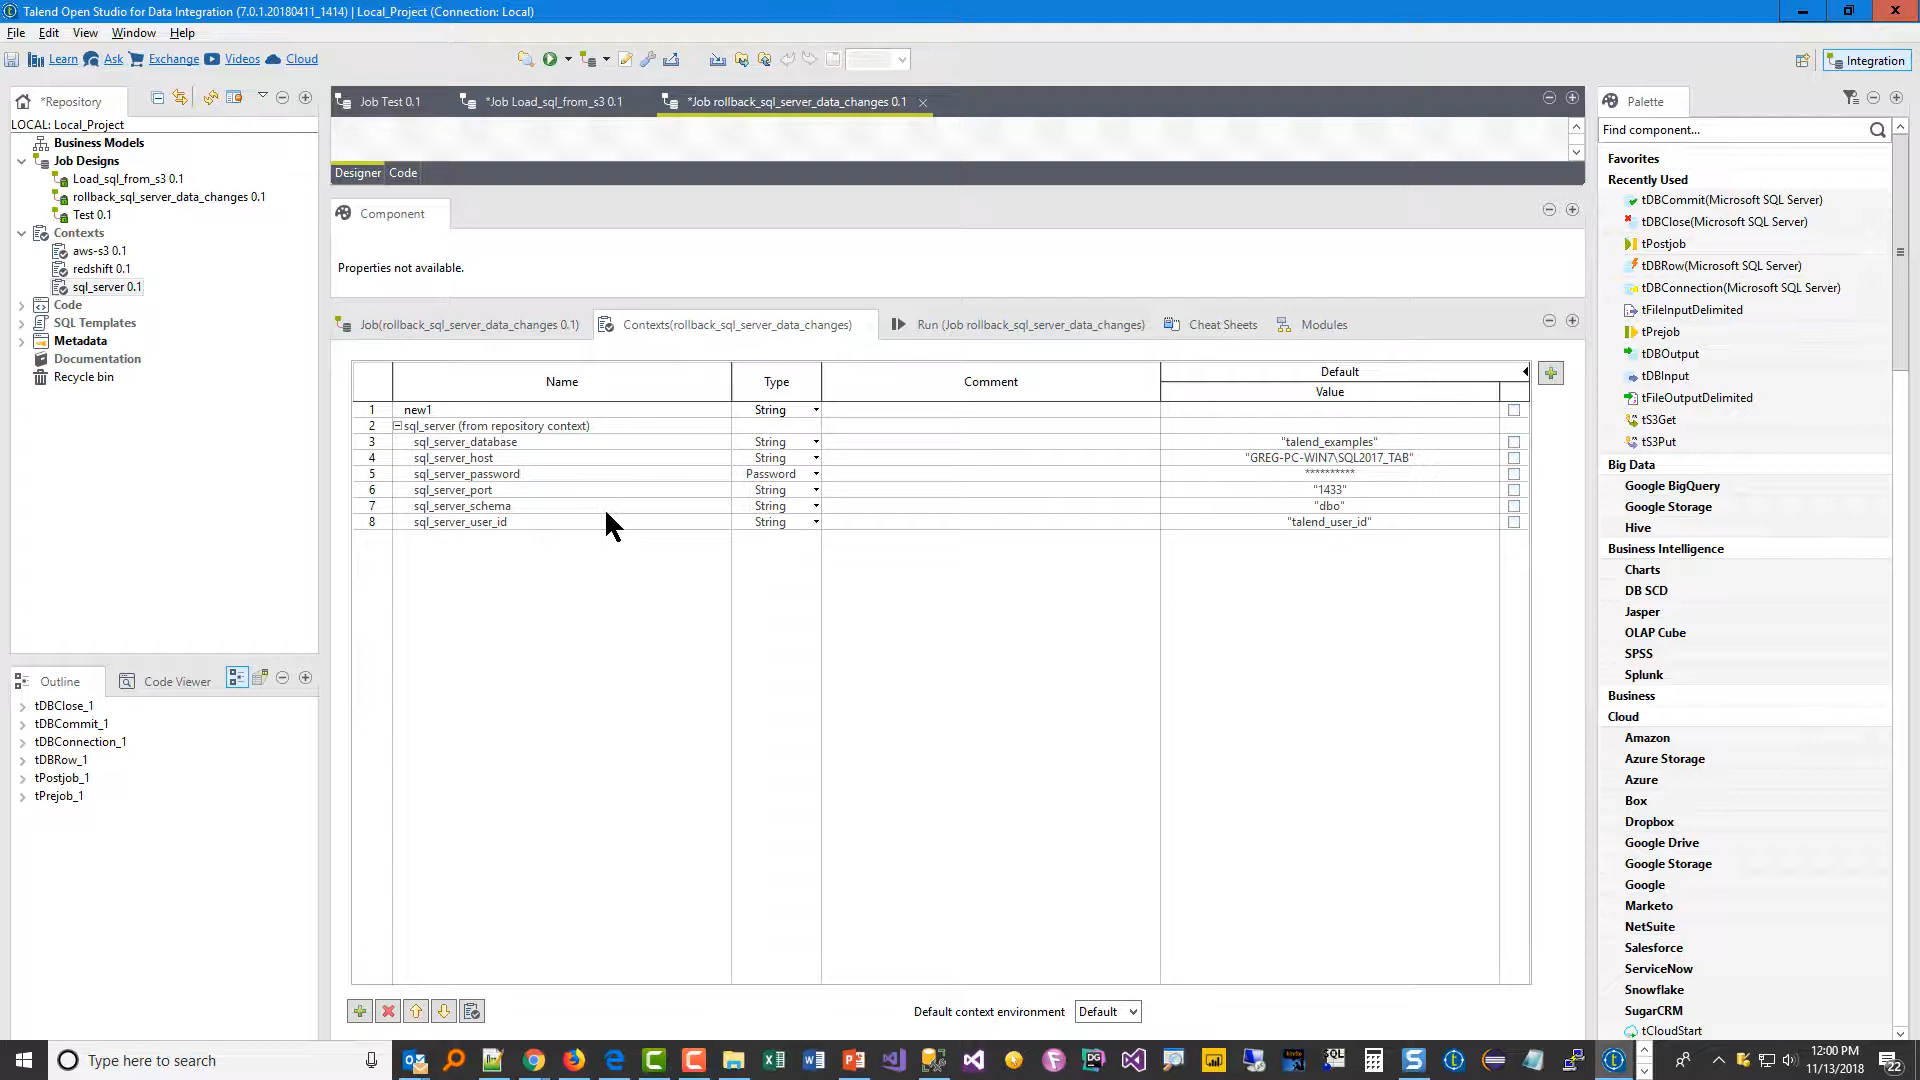 Talend Open Studio for Data Integration (7.0.1.20180411_1414) | Local_Project (Connection: Local)
File Edit View Window Help
Learn Ask Exchange Videos Cloud
Integration
*Repository
LOCAL: Local_Project
Business Models
Job Designs
Load_sql_from_s3 0.1
rollback_sql_server_data_changes 0.1
Test 0.1
Contexts
aws-s3 0.1
redshift 0.1
sql_server 0.1
Code
SQL Templates
Metadata
Documentation
Recycle bin
Outline Code Viewer
tDBClose_1
tDBCommit_1
tDBConnection_1
tDBRow_1
tPostjob_1
tPrejob_1
Job Test 0.1 *Job Load_sql_from_s3 0.1 *Job rollback_sql_server_data_changes 0.1
Designer Code
Component
Properties not available.
Job(rollback_sql_server_data_changes 0.1) Contexts(rollback_sql_server_data_changes) Run (Job rollback_sql_server_data_changes) Cheat Sheets Modules
Name Type Comment Default
Value
1 new1 String
2 sql_server (from repository context)
3 sql_server_database String "talend_examples"
4 sql_server_host String "GREG-PC-WIN7\SQL2017_TAB"
5 sql_server_password Password **********
6 sql_server_port String "1433"
7 sql_server_schema String "dbo"
8 sql_server_user_id String "talend_user_id"
Default context environment Default
Palette
Find component...
Favorites
Recently Used
tDBCommit(Microsoft SQL Server)
tDBClose(Microsoft SQL Server)
tPostjob
tDBRow(Microsoft SQL Server)
tDBConnection(Microsoft SQL Server)
tFileInputDelimited
tPrejob
tDBOutput
tDBInput
tFileOutputDelimited
tS3Get
tS3Put
Big Data
Google BigQuery
Google Storage
Hive
Business Intelligence
Charts
DB SCD
Jasper
OLAP Cube
SPSS
Splunk
Business
Cloud
Amazon
Azure Storage
Azure
Box
Dropbox
Google Drive
Google Storage
Google
Marketo
NetSuite
Salesforce
ServiceNow
Snowflake
SugarCRM
tCloudStart
Type here to search
12:00 PM
11/13/2018
22